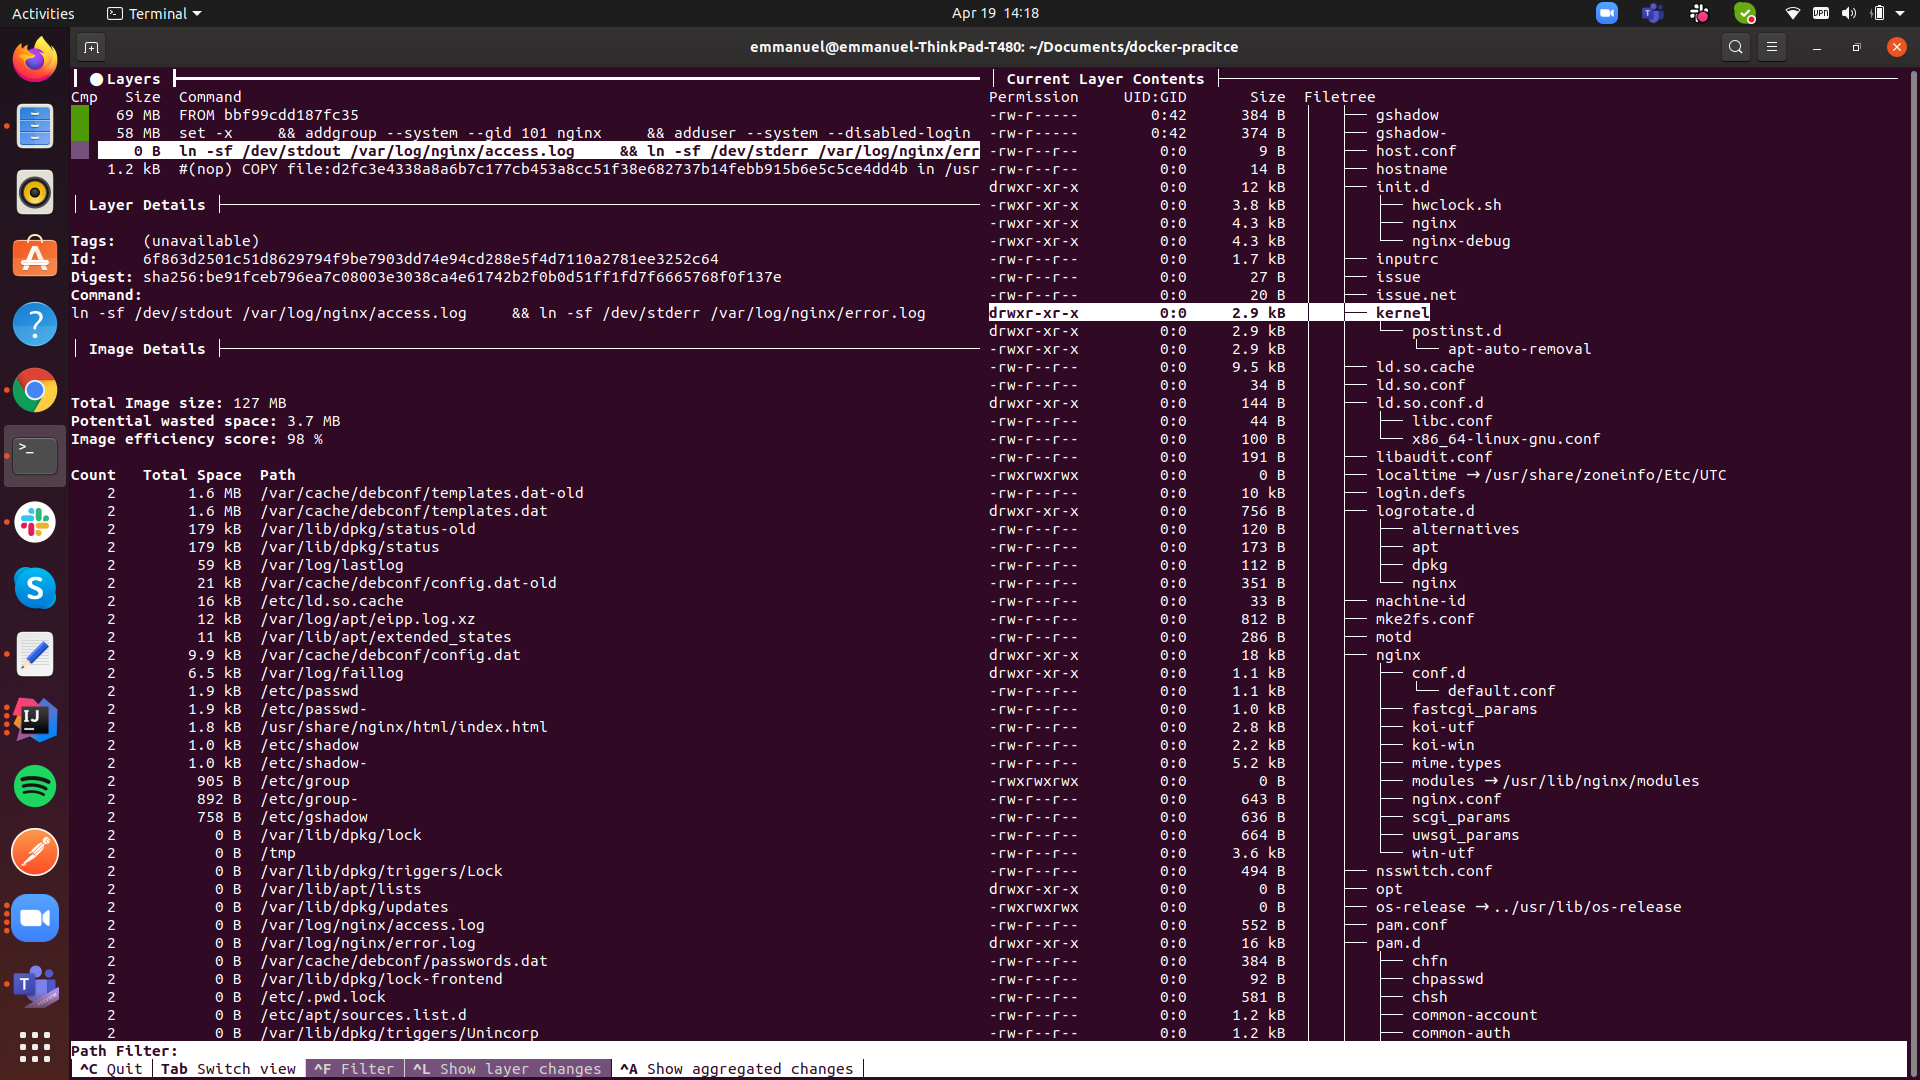 Activities Terminal Apr 19 14:18
emmanuel@emmanuel-ThinkPad-T480: ~/Documents/docker-pracitce
Layers
Cmp Size Command
69 MB FROM bbf99cdd187fc35
58 MB set -x && addgroup --system --gid 101 nginx && adduser --system --disabled-login
0 B ln -sf /dev/stdout /var/log/nginx/access.log && ln -sf /dev/stderr /var/log/nginx/err
1.2 kB #(nop) COPY file:d2fc3e4338a8a6b7c177cb453a8cc51f38e682737b14febb915b6e5c5ce4dd4b in /usr
Layer Details
Tags: (unavailable)
Id: 6f863d2501c51d8629794f9be7903dd74e94cd288e5f4d7110a2781ee3252c64
Digest: sha256:be91fceb796ea7c08003e3038ca4e61742b2f0b0d51ff1fd7f6665768f0f137e
Command:
ln -sf /dev/stdout /var/log/nginx/access.log && ln -sf /dev/stderr /var/log/nginx/error.log
Image Details
Total Image size: 127 MB
Potential wasted space: 3.7 MB
Image efficiency score: 98 %
Count Total Space Path
2 1.6 MB /var/cache/debconf/templates.dat-old
2 1.6 MB /var/cache/debconf/templates.dat
2 179 kB /var/lib/dpkg/status-old
2 179 kB /var/lib/dpkg/status
2 59 kB /var/log/lastlog
2 21 kB /var/cache/debconf/config.dat-old
2 16 kB /etc/ld.so.cache
2 12 kB /var/log/apt/eipp.log.xz
2 11 kB /var/lib/apt/extended_states
2 9.9 kB /var/cache/debconf/config.dat
2 6.5 kB /var/log/faillog
2 1.9 kB /etc/passwd
2 1.9 kB /etc/passwd-
2 1.8 kB /usr/share/nginx/html/index.html
2 1.0 kB /etc/shadow
2 1.0 kB /etc/shadow-
2 905 B /etc/group
2 892 B /etc/group-
2 758 B /etc/gshadow
2 0 B /var/lib/dpkg/lock
2 0 B /tmp
2 0 B /var/lib/dpkg/triggers/Lock
2 0 B /var/lib/apt/lists
2 0 B /var/lib/dpkg/updates
2 0 B /var/log/nginx/access.log
2 0 B /var/log/nginx/error.log
2 0 B /var/cache/debconf/passwords.dat
2 0 B /var/lib/dpkg/lock-frontend
2 0 B /etc/.pwd.lock
2 0 B /etc/apt/sources.list.d
2 0 B /var/lib/dpkg/triggers/Unincorp
Current Layer Contents
Permission UID:GID Size Filetree
-rw-r----- 0:42 384 B gshadow
-rw-r----- 0:42 374 B gshadow-
-rw-r--r-- 0:0 9 B host.conf
-rw-r--r-- 0:0 14 B hostname
drwxr-xr-x 0:0 12 kB init.d
-rwxr-xr-x 0:0 3.8 kB hwclock.sh
-rwxr-xr-x 0:0 4.3 kB nginx
-rwxr-xr-x 0:0 4.3 kB nginx-debug
-rw-r--r-- 0:0 1.7 kB inputrc
-rw-r--r-- 0:0 27 B issue
-rw-r--r-- 0:0 20 B issue.net
drwxr-xr-x 0:0 2.9 kB kernel
drwxr-xr-x 0:0 2.9 kB postinst.d
-rwxr-xr-x 0:0 2.9 kB apt-auto-removal
-rw-r--r-- 0:0 9.5 kB ld.so.cache
-rw-r--r-- 0:0 34 B ld.so.conf
drwxr-xr-x 0:0 144 B ld.so.conf.d
-rw-r--r-- 0:0 44 B libc.conf
-rw-r--r-- 0:0 100 B x86_64-linux-gnu.conf
-rw-r--r-- 0:0 191 B libaudit.conf
-rwxrwxrwx 0:0 0 B localtime → /usr/share/zoneinfo/Etc/UTC
-rw-r--r-- 0:0 10 kB login.defs
drwxr-xr-x 0:0 756 B logrotate.d
-rw-r--r-- 0:0 120 B alternatives
-rw-r--r-- 0:0 173 B apt
-rw-r--r-- 0:0 112 B dpkg
-rw-r--r-- 0:0 351 B nginx
-rw-r--r-- 0:0 33 B machine-id
-rw-r--r-- 0:0 812 B mke2fs.conf
-rw-r--r-- 0:0 286 B motd
drwxr-xr-x 0:0 18 kB nginx
drwxr-xr-x 0:0 1.1 kB conf.d
-rw-r--r-- 0:0 1.1 kB default.conf
-rw-r--r-- 0:0 1.0 kB fastcgi_params
-rw-r--r-- 0:0 2.8 kB koi-utf
-rw-r--r-- 0:0 2.2 kB koi-win
-rw-r--r-- 0:0 5.2 kB mime.types
-rwxrwxrwx 0:0 0 B modules → /usr/lib/nginx/modules
-rw-r--r-- 0:0 643 B nginx.conf
-rw-r--r-- 0:0 636 B scgi_params
-rw-r--r-- 0:0 664 B uwsgi_params
-rw-r--r-- 0:0 3.6 kB win-utf
-rw-r--r-- 0:0 494 B nsswitch.conf
drwxr-xr-x 0:0 0 B opt
-rwxrwxrwx 0:0 0 B os-release → ../usr/lib/os-release
-rw-r--r-- 0:0 552 B pam.conf
drwxr-xr-x 0:0 16 kB pam.d
-rw-r--r-- 0:0 384 B chfn
-rw-r--r-- 0:0 92 B chpasswd
-rw-r--r-- 0:0 581 B chsh
-rw-r--r-- 0:0 1.2 kB common-account
-rw-r--r-- 0:0 1.2 kB common-auth
Path Filter:
^C Quit Tab Switch view ^F Filter ^L Show layer changes ^A Show aggregated changes